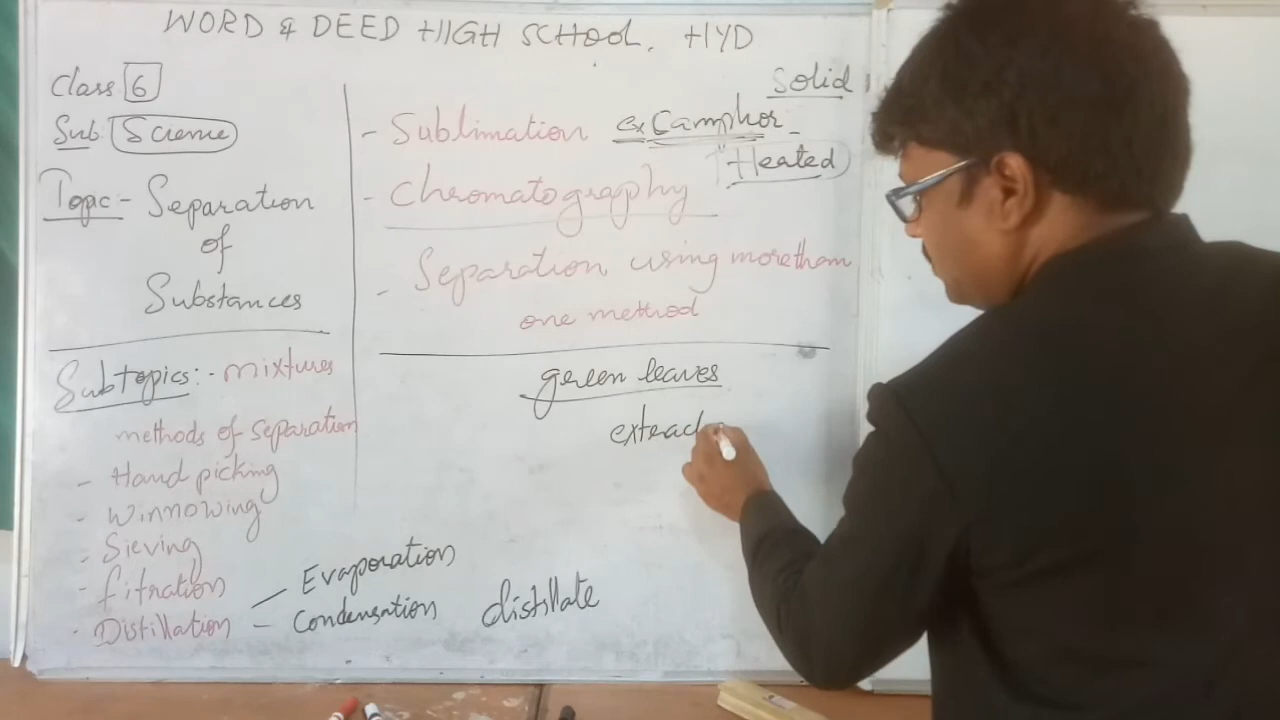 WORD & DEED HIGH SCHOOL. HYD
Class 6
Sub: Science
Topic - Separation
of
Substances
Subtopics:- mixtures
methods of separation
- Hand picking
- Winnowing
- Sieving
- fitration
- Distillation - Evaporation
- Condensation distillate
solid
- Sublimation ex Camphor -
Heated
- Chromatography
- Separation using morethan
one method
green leaves
extract